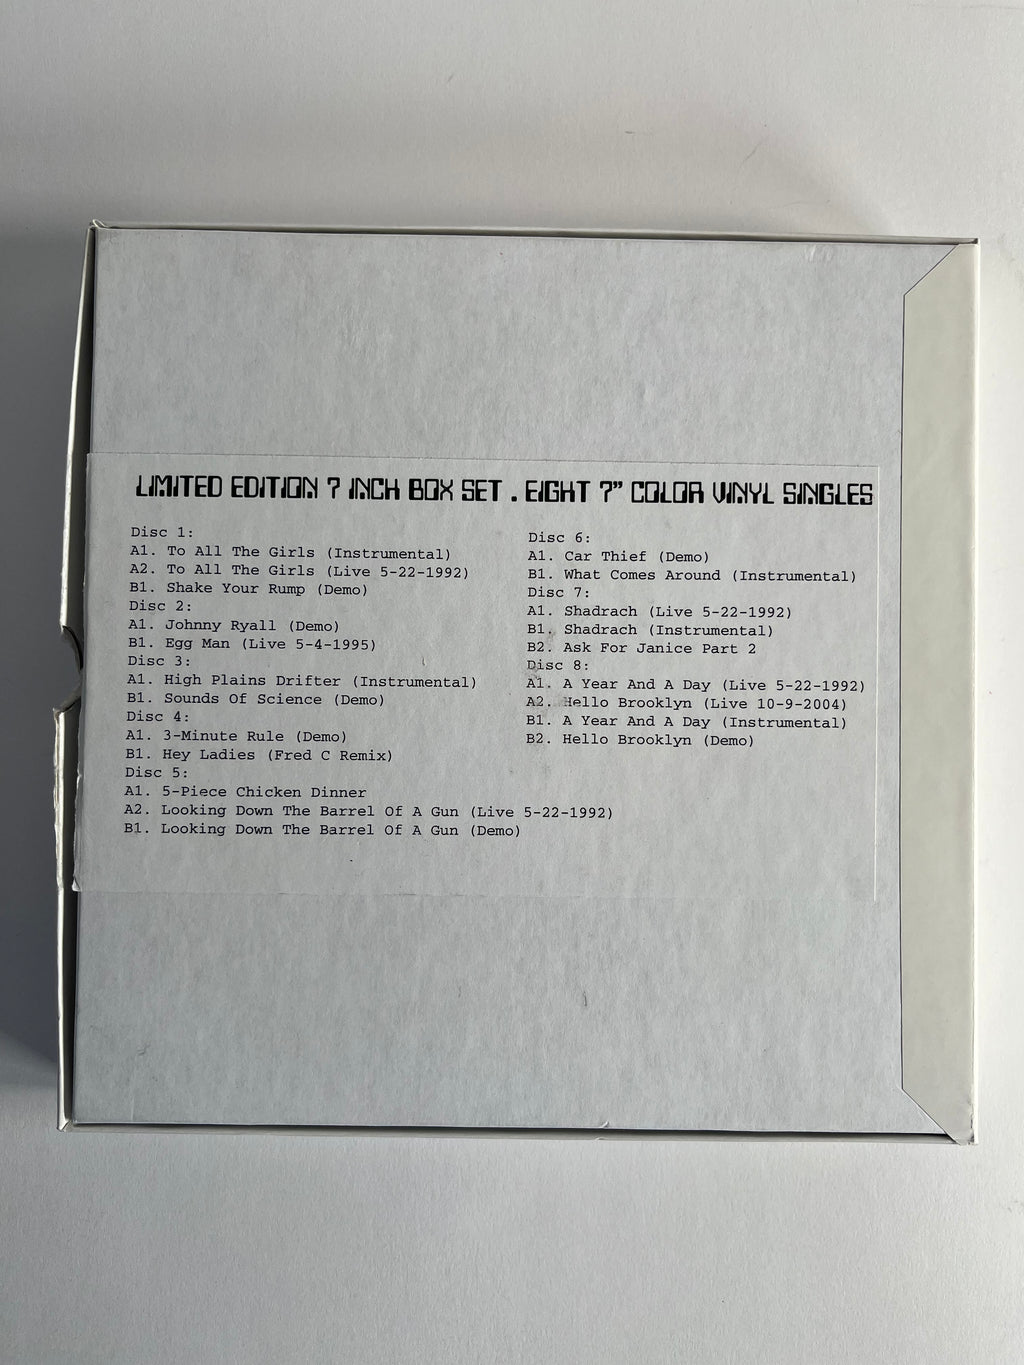 LIMITED EDITION 7 INCH BOX SET . EIGHT 7” COLOR VINYL SINGLES
Disc 1:
A1. To All The Girls (Instrumental)
A2. To All The Girls (Live 5-22-1992)
B1. Shake Your Rump (Demo)
Disc 2:
A1. Johnny Ryall (Demo)
B1. Egg Man (Live 5-4-1995)
Disc 3:
A1. High Plains Drifter (Instrumental)
B1. Sounds Of Science (Demo)
Disc 4:
A1. 3-Minute Rule (Demo)
B1. Hey Ladies (Fred C Remix)
Disc 5:
A1. 5-Piece Chicken Dinner
A2. Looking Down The Barrel Of A Gun (Live 5-22-1992)
B1. Looking Down The Barrel Of A Gun (Demo)
Disc 6:
A1. Car Thief (Demo)
B1. What Comes Around (Instrumental)
Disc 7:
A1. Shadrach (Live 5-22-1992)
B1. Shadrach (Instrumental)
B2. Ask For Janice Part 2
Disc 8:
A1. A Year And A Day (Live 5-22-1992)
A2. Hello Brooklyn (Live 10-9-2004)
B1. A Year And A Day (Instrumental)
B2. Hello Brooklyn (Demo)